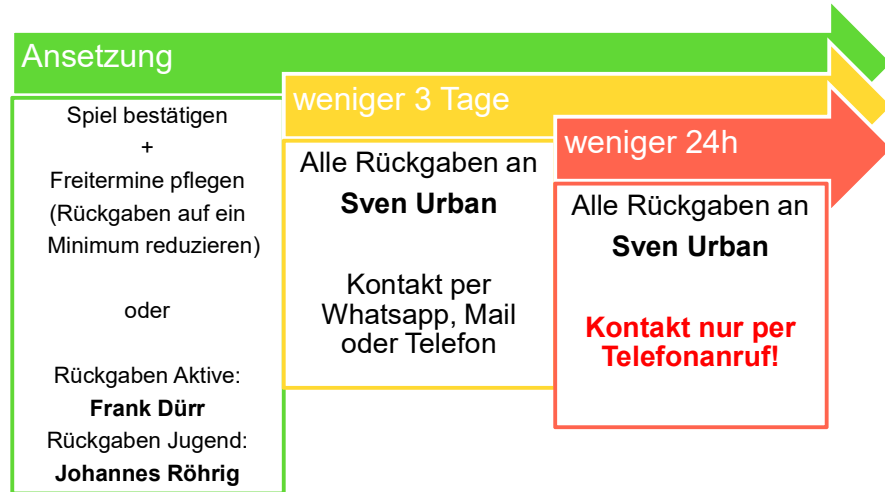 Ansetzung
Spiel bestätigen
+
Freitermine pflegen
(Rückgaben auf ein
Minimum reduzieren)
oder
Rückgaben Aktive:
Frank Dürr
Rückgaben Jugend:
Johannes Röhrig
weniger 3 Tage
Alle Rückgaben an
Sven Urban
Kontakt per
Whatsapp, Mail
oder Telefon
weniger 24h
Alle Rückgaben an
Sven Urban
Kontakt nur per
Telefonanruf!